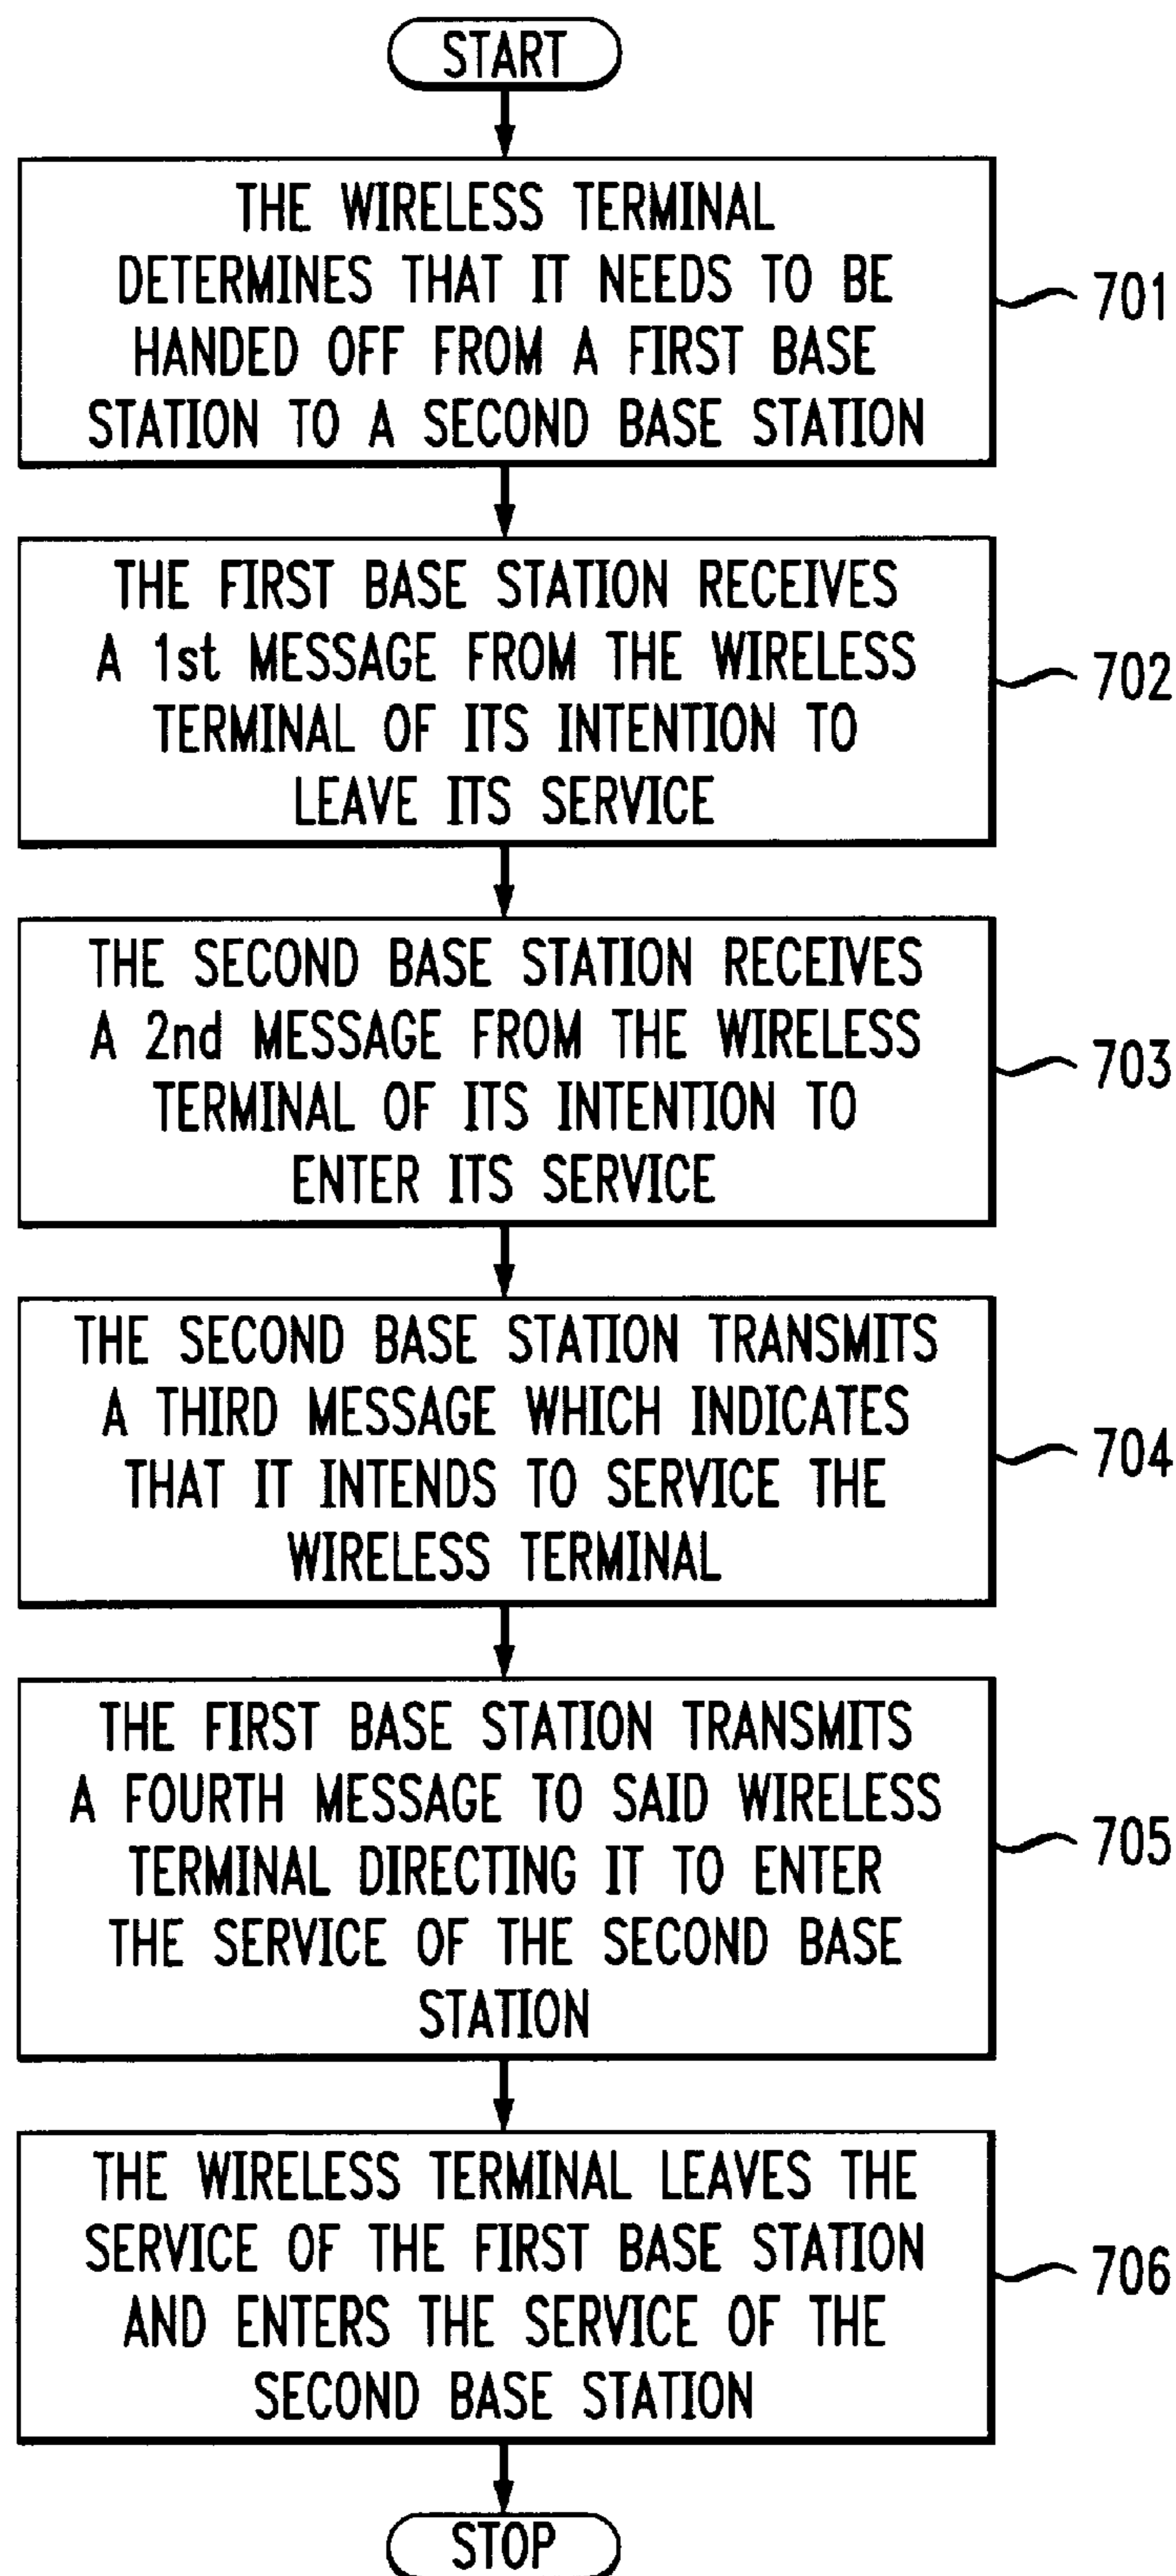 START
THE WIRELESS TERMINAL
DETERMINES THAT IT NEEDS TO BE
HANDED OFF FROM A FIRST BASE
STATION TO A SECOND BASE STATION
701
THE FIRST BASE STATION RECEIVES
A 1st MESSAGE FROM THE WIRELESS
TERMINAL OF ITS INTENTION TO
LEAVE ITS SERVICE
702
THE SECOND BASE STATION RECEIVES
A 2nd MESSAGE FROM THE WIRELESS
TERMINAL OF ITS INTENTION TO
ENTER ITS SERVICE
703
THE SECOND BASE STATION TRANSMITS
A THIRD MESSAGE WHICH INDICATES
THAT IT INTENDS TO SERVICE THE
WIRELESS TERMINAL
704
THE FIRST BASE STATION TRANSMITS
A FOURTH MESSAGE TO SAID WIRELESS
TERMINAL DIRECTING IT TO ENTER
THE SERVICE OF THE SECOND BASE
STATION
705
THE WIRELESS TERMINAL LEAVES THE
SERVICE OF THE FIRST BASE STATION
AND ENTERS THE SERVICE OF THE
SECOND BASE STATION
706
STOP